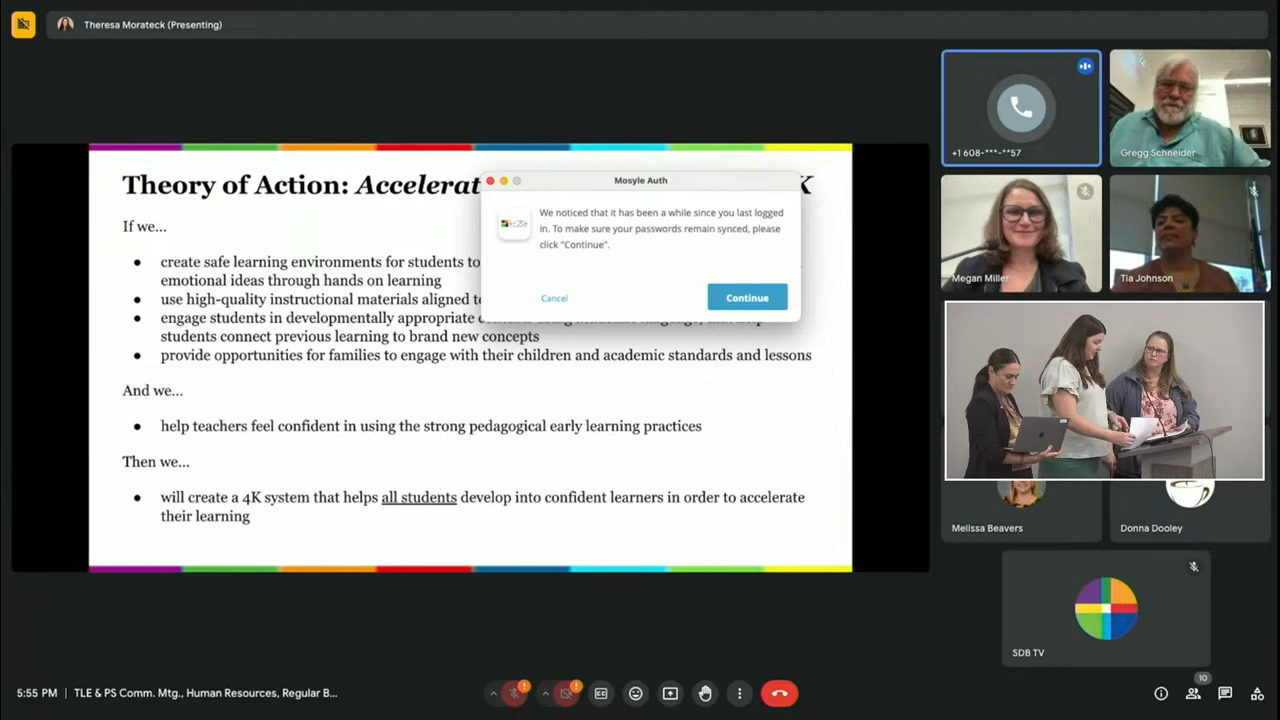 Theresa Morateck (Presenting)
Theory of Action: Accelerat
K
If we...
create safe learning environments for students to
emotional ideas through hands on learning
use high-quality instructional materials aligned to
engage students in developmentally appropriate
students connect previous learning to brand new concepts
provide opportunities for families to engage with their children and academic standards and lessons
And we...
help teachers feel confident in using the strong pedagogical early learning practices
Then we...
will create a 4K system that helps all students develop into confident learners in order to accelerate
their learning
Mosyle Auth
We noticed that it has been a while since you last logged
in. To make sure your passwords remain synced, please
click "Continue".
Cancel
Continue
+1 608-***-**57
Gregg Schneider
Megan Miller
Tia Johnson
Melissa Beavers
Donna Dooley
SDB TV
5:55 PM | TLE & PS Comm. Mtg., Human Resources, Regular B...
10